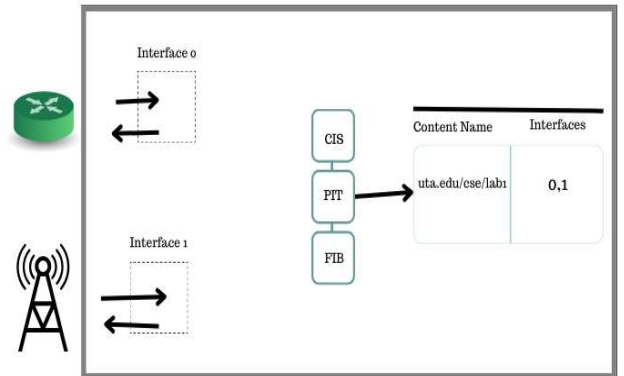 Interface 0
CIS
Content Name
Interfaces
PIT
uta.edu/cse/lab1
0,1
Interface 1
FIB